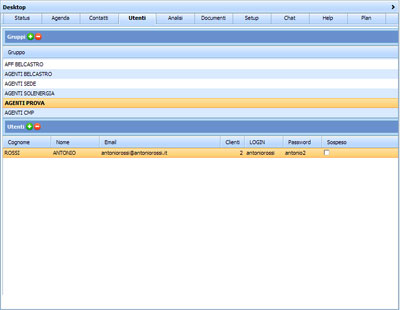 Desktop
Status Agenda Contatti Utenti Analisi Documenti Setup Chat Help Plan
Gruppi
Gruppo
AFF BELCASTRO
AGENTI BELCASTRO
AGENTI SEDE
AGENTI SOLENERGIA
AGENTI PROVA
AGENTI CMP
Utenti
Cognome Nome Email Clienti LOGIN Password Sospeso
ROSSI ANTONIO antoniorossi@antoniorossi.it 2 antoniorossi antonio2